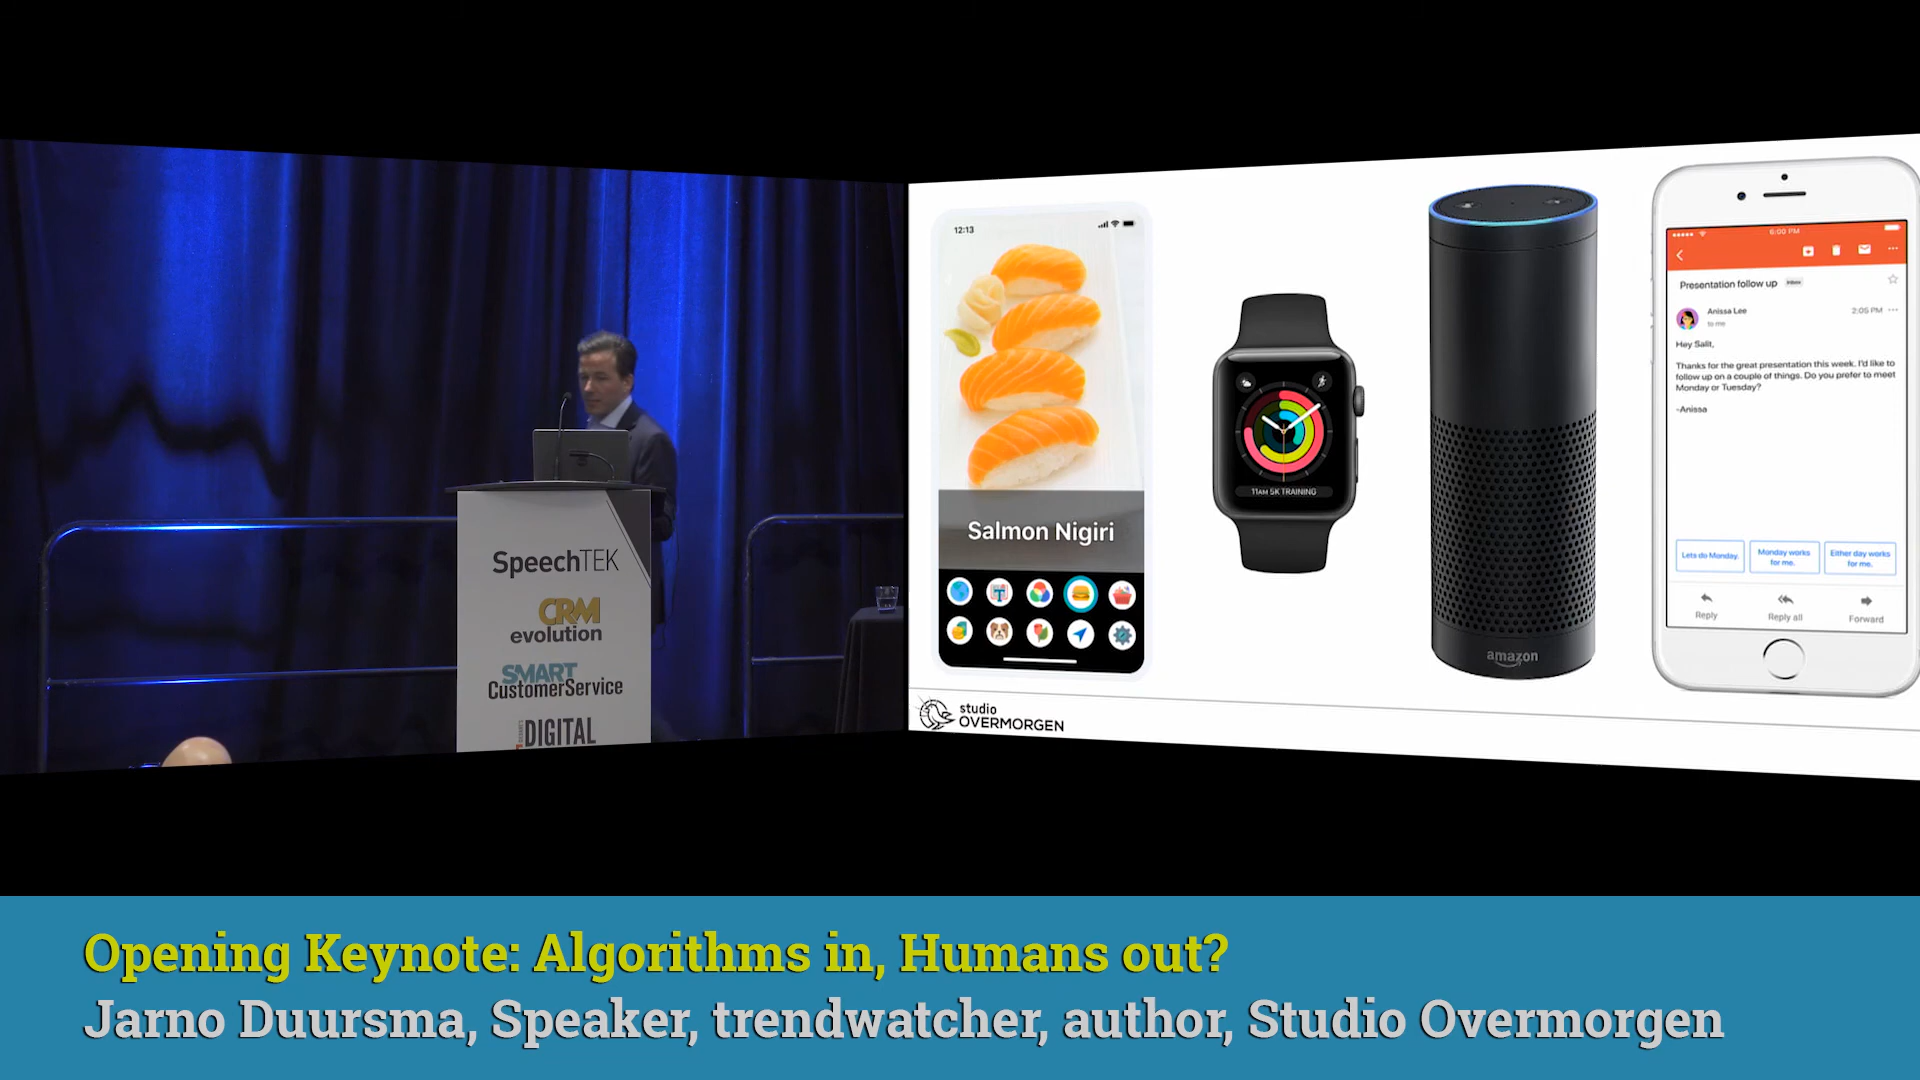 SpeechTEK
CRM
evolution
SMART
CustomerService
DIGITAL
12:13
Salmon Nigiri
11AM 5K TRAINING
amazon
6:00 PM
Presentation follow up Inbox
Anissa Lee
2:05 PM
to me
Hey Salit,
Thanks for the great presentation this week. I'd like to
follow up on a couple of things. Do you prefer to meet
Monday or Tuesday?
-Anissa
Lets do Monday.
Monday works
for me.
Either day works
for me.
Reply
Reply all
Forward
studio
OVERMORGEN
Opening Keynote: Algorithms in, Humans out?
Jarno Duursma, Speaker, trendwatcher, author, Studio Overmorgen